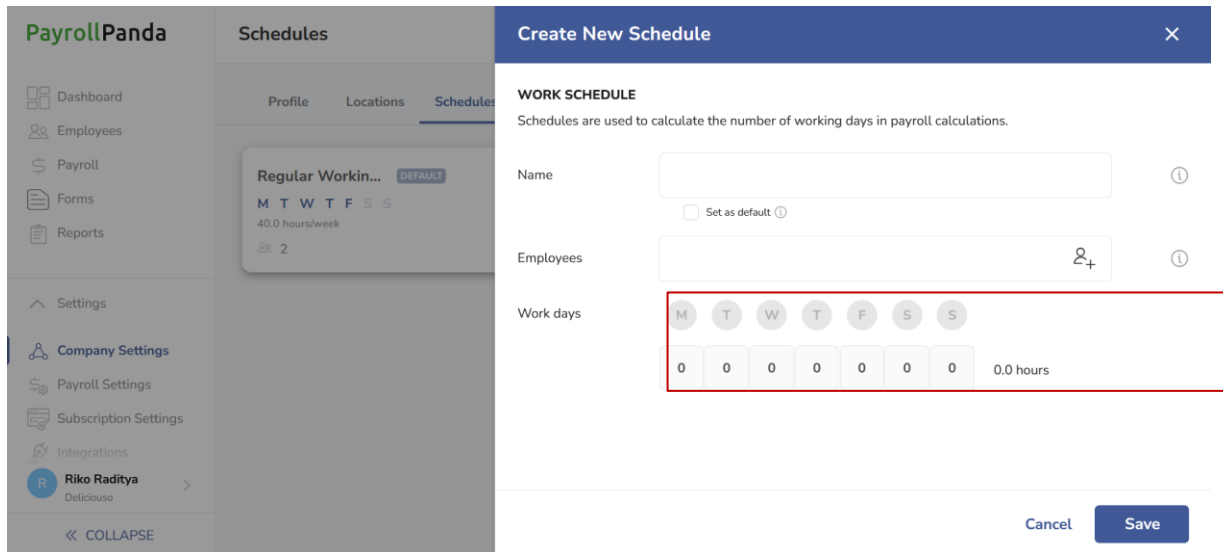 PayrollPanda
Dashboard
Employees
Payroll
Forms
Reports
Settings
Company Settings
Payroll Settings
Subscription Settings
Integrations
R
Riko Raditya
Deliciouso
COLLAPSE
Schedules
Profile Locations Schedules
Regular Workin... DEFAULT
M T W T F S S
40.0 hours/week
2
Create New Schedule
WORK SCHEDULE
Schedules are used to calculate the number of working days in payroll calculations.
Name
Set as default
Employees
Work days
M T W T F S S
0 0 0 0 0 0 0 0.0 hours
Cancel Save